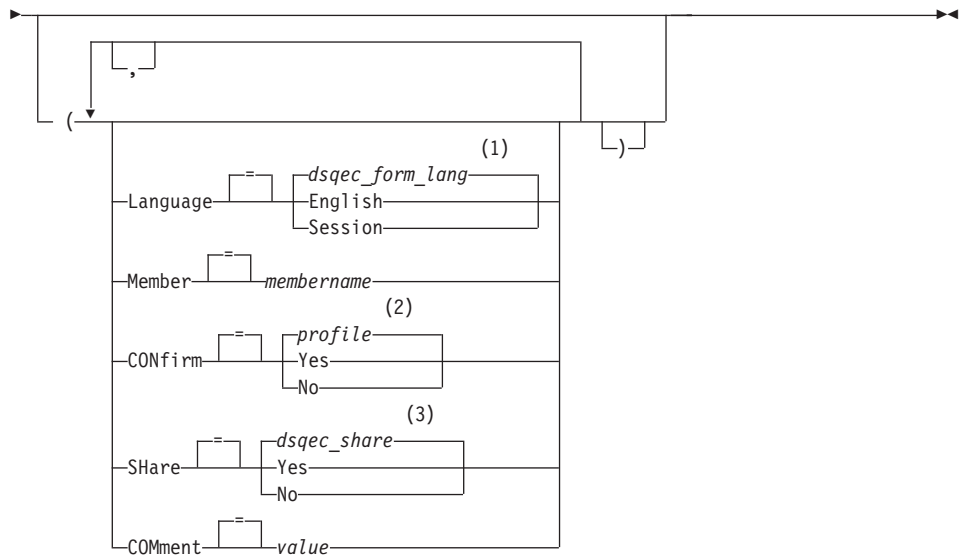 ,
(
)
(1)
=
dsqec_form_lang
Language
English
Session
=
Member
membername
(2)
=
profile
CONfirm
Yes
No
(3)
=
dsqec_share
SHare
Yes
No
=
COMment
value